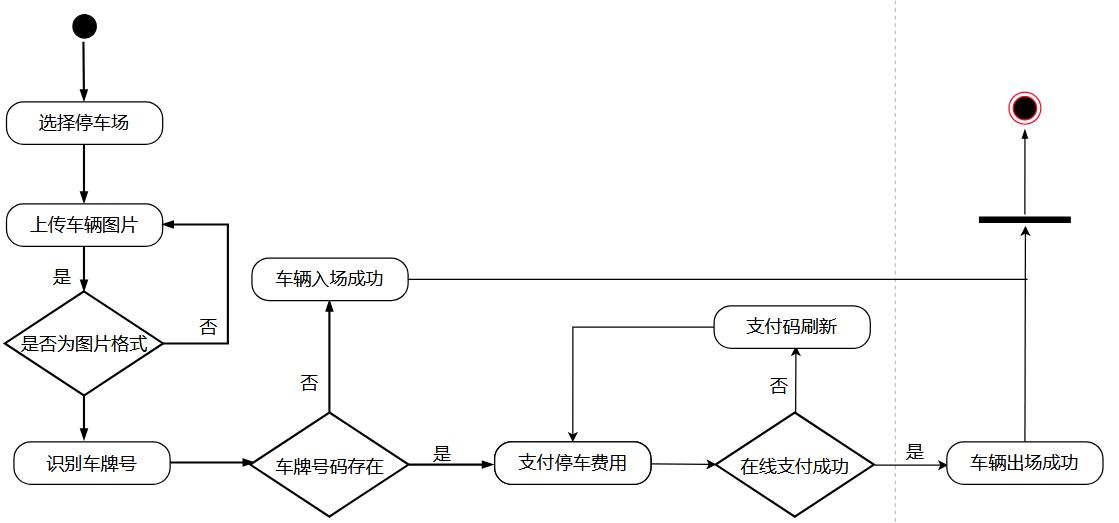 选择停车场
上传车辆图片
是
是否为图片格式
否
识别车牌号
车辆入场成功
否
车牌号码存在
是
支付停车费用
支付码刷新
否
在线支付成功
是
车辆出场成功